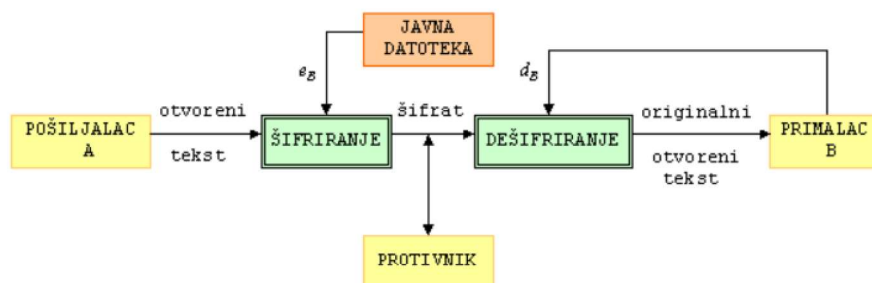 JAVNA
DATOTEKA
e_B
d_B
otvoreni
šifrat
originalni
POŠILJALAC
A
ŠIFRIRANJE
DEŠIFRIRANJE
PRIMALAC
B
tekst
otvoreni
tekst
PROTIVNIK